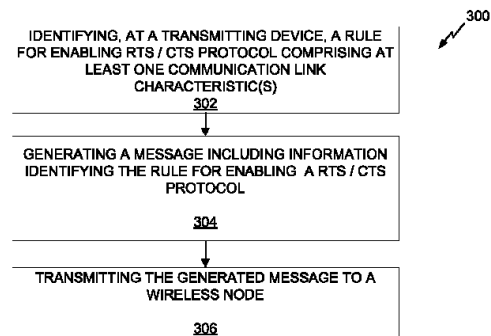 300
IDENTIFYING, AT A TRANSMITTING DEVICE, A RULE
FOR ENABLING RTS / CTS PROTOCOL COMPRISING AT
LEAST ONE COMMUNICATION LINK
CHARACTERISTIC(S)
302
GENERATING A MESSAGE INCLUDING INFORMATION
IDENTIFYING THE RULE FOR ENABLING A RTS / CTS
PROTOCOL
304
TRANSMITTING THE GENERATED MESSAGE TO A
WIRELESS NODE
306